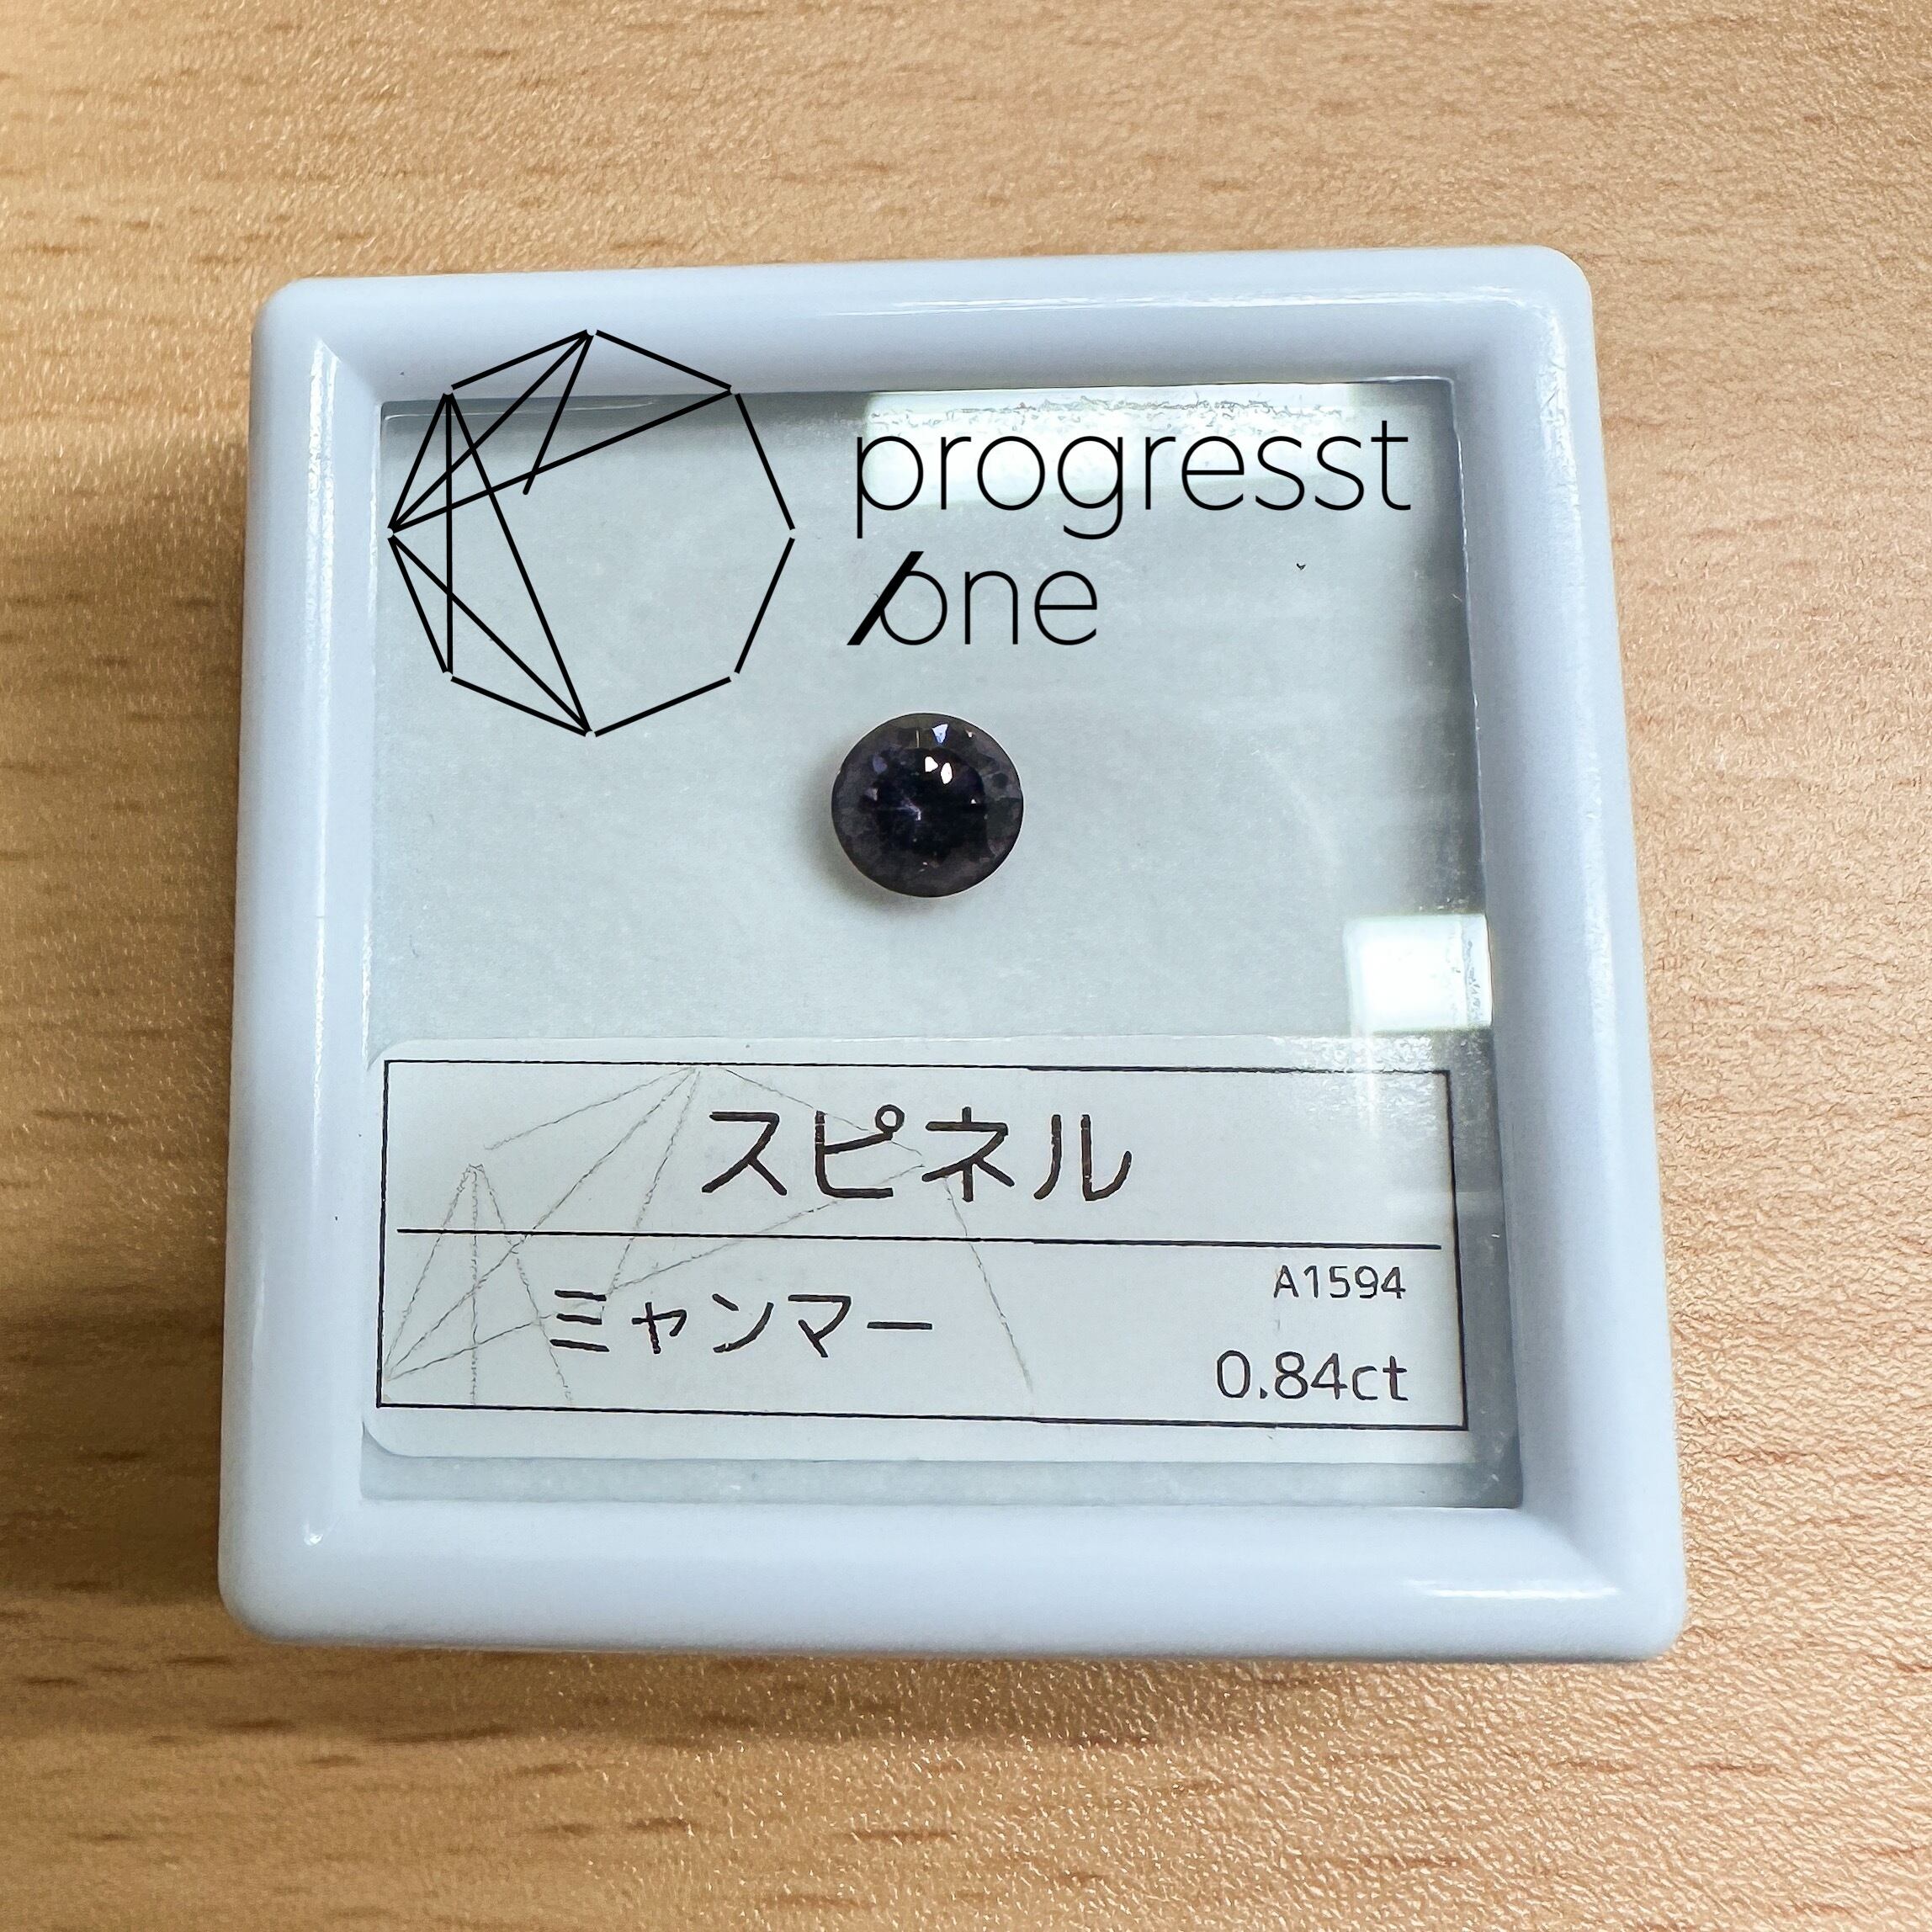 progresst
one
スピネル
ミャンマー
A1594
0.84ct